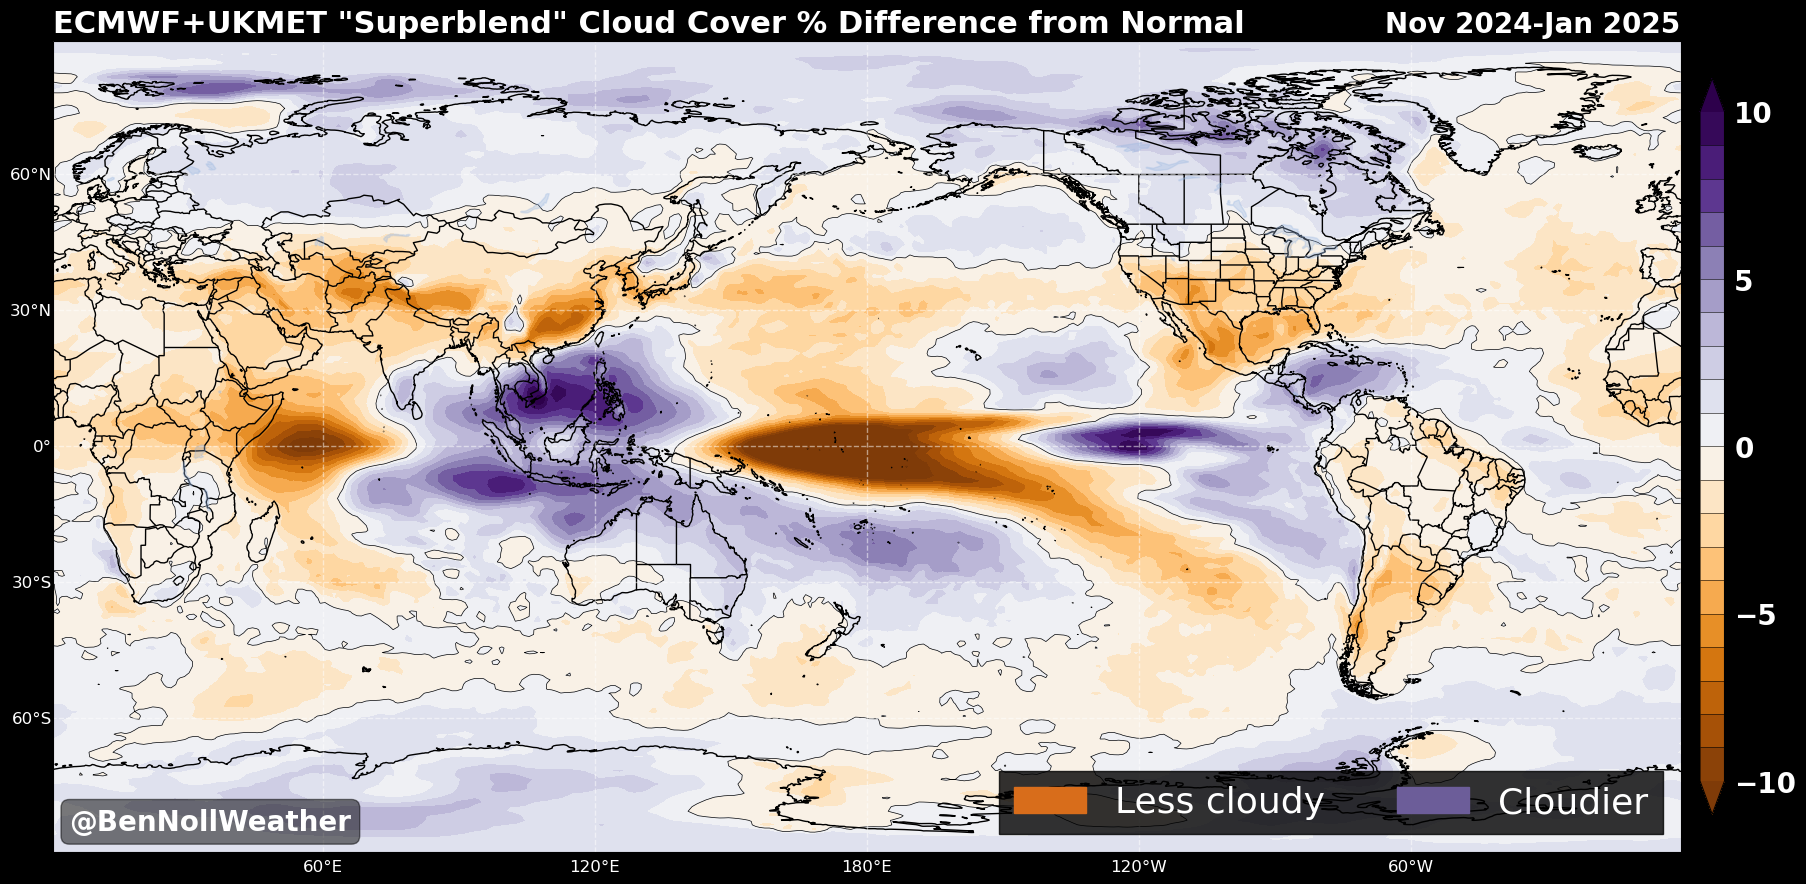 ECMWF+UKMET "Superblend" Cloud Cover % Difference from Normal
Nov 2024-Jan 2025
10
5
0
−5
−10
60°N
30°N
0°
30°S
60°S
@BenNollWeather
Less cloudy
Cloudier
60°E
120°E
180°E
120°W
60°W